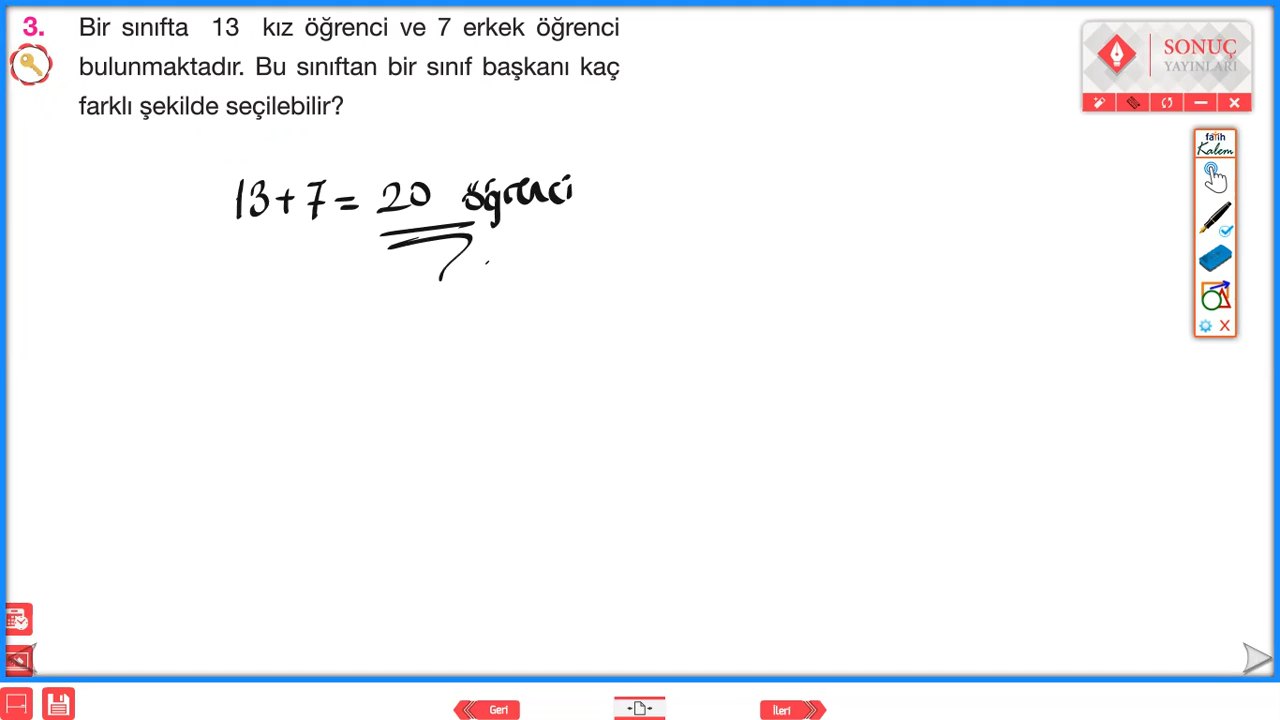 3. Bir sınıfta 13 kız öğrenci ve 7 erkek öğrenci
bulunmaktadır. Bu sınıftan bir sınıf başkanı kaç
farklı şekilde seçilebilir?
13+7=20 öğrenci
SONUÇ
YAYINLARI
fatih
Kalem
Geri
İleri